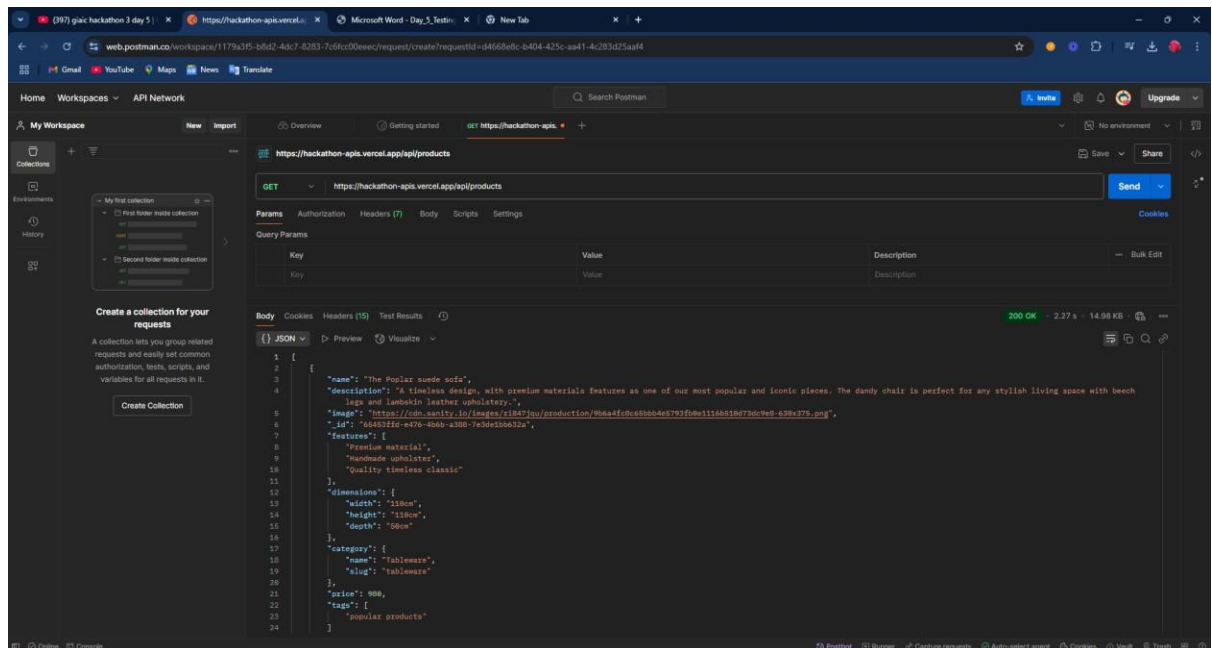 (397) giaic hackathon 3 day 5 |
https://hackathon-apis.vercel.a
Microsoft Word - Day_5_Testin
New Tab
web.postman.co/workspace/1179a3f5-b8d2-4dc7-8283-7c6fcc00eeec/request/create?requestId=d4668e8c-b404-425c-aa41-4c283d25aaf4
Gmail YouTube Maps News Translate
Home Workspaces API Network Search Postman Invite Upgrade
My Workspace New Import Overview Getting started GET https://hackathon-apis. No environment
Collections
Environments
History
https://hackathon-apis.vercel.app/api/products Save Share
GET https://hackathon-apis.vercel.app/api/products Send
Params Authorization Headers (7) Body Scripts Settings Cookies
Query Params
Key Value Description Bulk Edit
Key Value Description
My first collection
First folder inside collection
Second folder inside collection
Create a collection for your
requests
A collection lets you group related
requests and easily set common
authorization, tests, scripts, and
variables for all requests in it.
Create Collection
Body Cookies Headers (15) Test Results 200 OK 2.27 s 14.98 KB
{} JSON Preview Visualize
1 [
2 {
3 "name": "The Poplar suede sofa",
4 "description": "A timeless design, with premium materials features as one of our most popular and iconic pieces. The dandy chair is perfect for any stylish living space with beech
legs and lambskin leather upholstery.",
5 "image": "https://cdn.sanity.io/images/
6 "_id":
7 "features": [
8 "Premium material",
9 "Handmade upholster",
10 "Quality timeless classic"
11 ],
12 "dimensions": {
13 "width": "110cm",
14 "height": "110cm",
15 "depth": "50cm"
16 },
17 "category": {
18 "name": "Tableware",
19 "slug": "tableware"
20 },
21 "price": 980,
22 "tags": [
23 "popular products"
24 ]
Online Console Postbot Runner Capture requests Auto-select agent Cookies Vault Trash